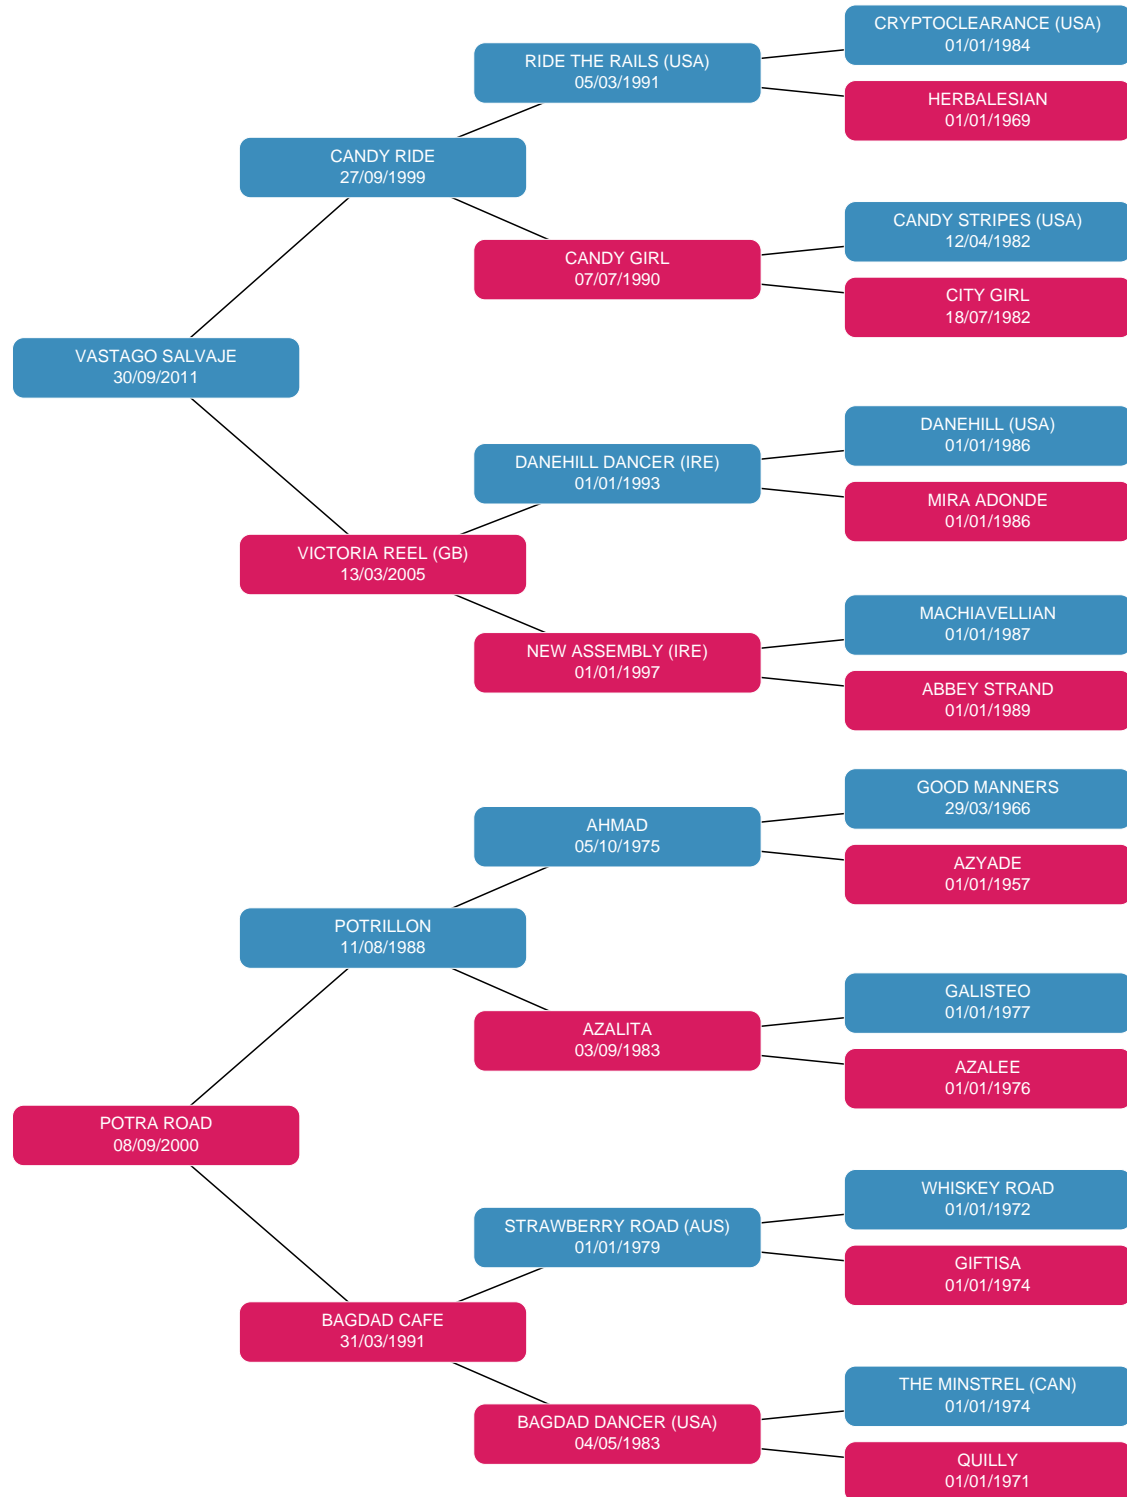 CRYPTOCLEARANCE (USA)
01/01/1984
RIDE THE RAILS (USA)
05/03/1991
HERBALESIAN
01/01/1969
CANDY RIDE
27/09/1999
CANDY STRIPES (USA)
12/04/1982
CANDY GIRL
07/07/1990
CITY GIRL
18/07/1982
VASTAGO SALVAJE
30/09/2011
DANEHILL (USA)
01/01/1986
DANEHILL DANCER (IRE)
01/01/1993
MIRA ADONDE
01/01/1986
VICTORIA REEL (GB)
13/03/2005
MACHIAVELLIAN
01/01/1987
NEW ASSEMBLY (IRE)
01/01/1997
ABBEY STRAND
01/01/1989
GOOD MANNERS
29/03/1966
AHMAD
05/10/1975
AZYADE
01/01/1957
POTRILLON
11/08/1988
GALISTEO
01/01/1977
AZALITA
03/09/1983
AZALEE
01/01/1976
POTRA ROAD
08/09/2000
WHISKEY ROAD
01/01/1972
STRAWBERRY ROAD (AUS)
01/01/1979
GIFTISA
01/01/1974
BAGDAD CAFE
31/03/1991
THE MINSTREL (CAN)
01/01/1974
BAGDAD DANCER (USA)
04/05/1983
QUILLY
01/01/1971